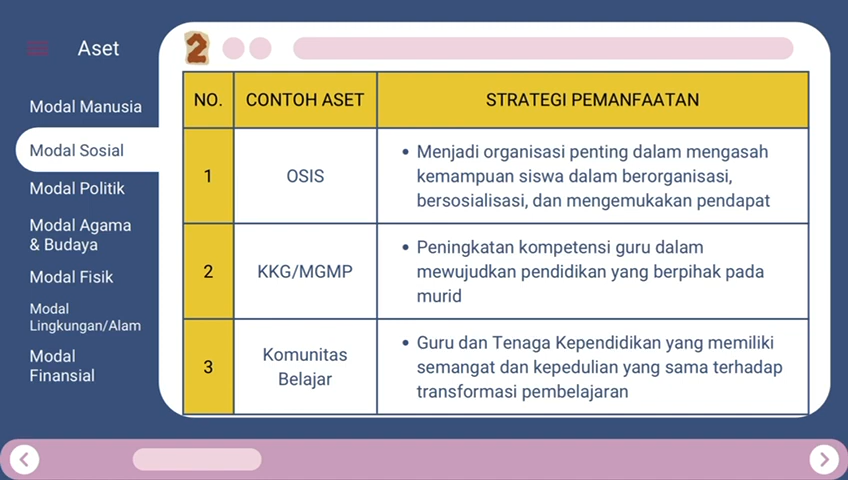 Aset
Modal Manusia
Modal Sosial
Modal Politik
Modal Agama
& Budaya
Modal Fisik
Modal
Lingkungan/Alam
Modal
Finansial
2
NO.
CONTOH ASET
STRATEGI PEMANFAATAN
1
OSIS
• Menjadi organisasi penting dalam mengasah
kemampuan siswa dalam berorganisasi,
bersosialisasi, dan mengemukakan pendapat
2
KKG/MGMP
• Peningkatan kompetensi guru dalam
mewujudkan pendidikan yang berpihak pada
murid
3
Komunitas
Belajar
• Guru dan Tenaga Kependidikan yang memiliki
semangat dan kepedulian yang sama terhadap
transformasi pembelajaran